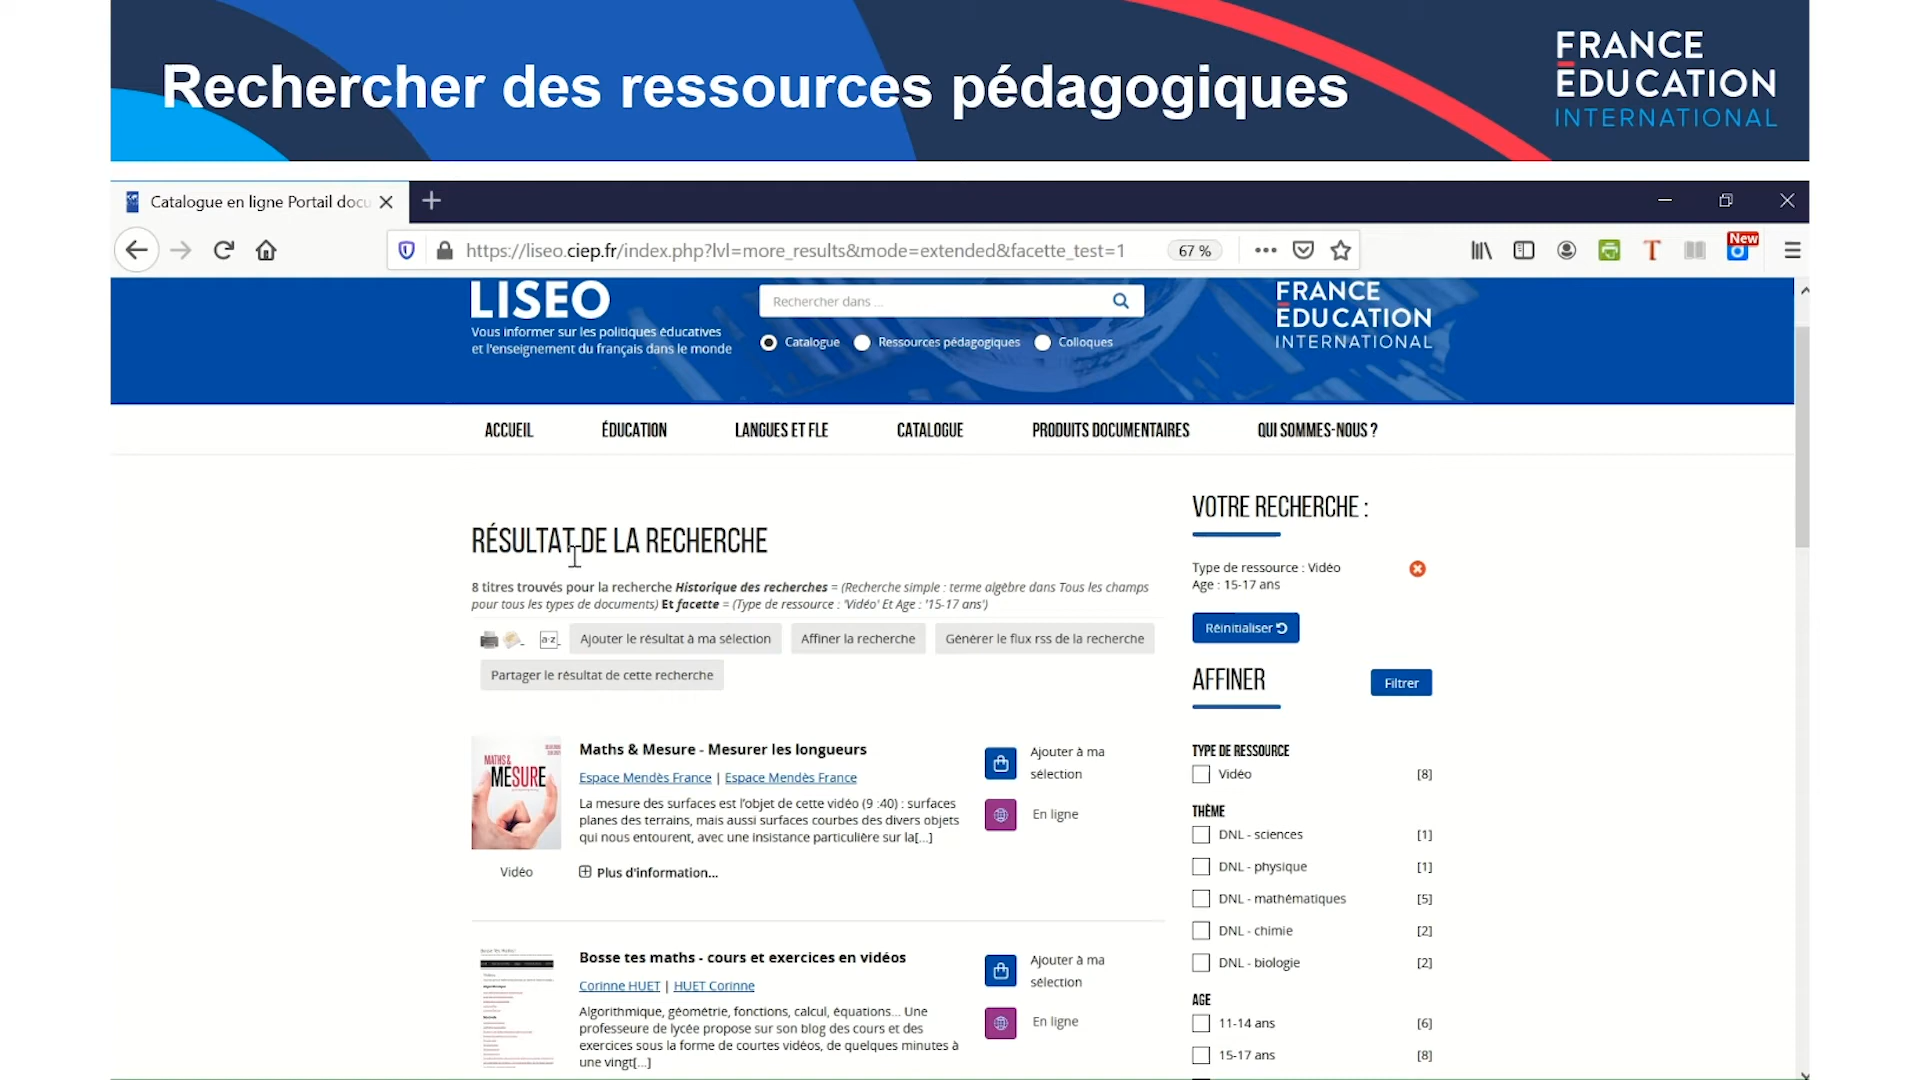 Rechercher des ressources pédagogiques
FRANCE
EDUCATION
INTERNATIONAL
Catalogue en ligne Portail docu
https://liseo.ciep.fr/index.php?lvl=more_results&mode=extended&facette_test=1
67 %
New
LISEO
Vous informer sur les politiques éducatives
et l'enseignement du français dans le monde
Rechercher dans ...
Catalogue
Ressources pédagogiques
Colloques
FRANCE
EDUCATION
INTERNATIONAL
ACCUEIL
ÉDUCATION
LANGUES ET FLE
CATALOGUE
PRODUITS DOCUMENTAIRES
QUI SOMMES-NOUS ?
RÉSULTAT DE LA RECHERCHE
8 titres trouvés pour la recherche Historique des recherches = (Recherche simple : terme algèbre dans Tous les champs
pour tous les types de documents) Et facette = (Type de ressource : 'Vidéo' Et Age : '15-17 ans')
a-z
Ajouter le résultat à ma sélection
Affiner la recherche
Générer le flux rss de la recherche
Partager le résultat de cette recherche
MATHS &
MESURE
Vidéo
Maths & Mesure - Mesurer les longueurs
Espace Mendès France | Espace Mendès France
La mesure des surfaces est l'objet de cette vidéo (9 :40) : surfaces
planes des terrains, mais aussi surfaces courbes des divers objets
qui nous entourent, avec une insistance particulière sur la[...]
Plus d'information...
Ajouter à ma
sélection
En ligne
Bosse tes maths - cours et exercices en vidéos
Corinne HUET | HUET Corinne
Algorithmique, géométrie, fonctions, calcul, équations... Une
professeure de lycée propose sur son blog des cours et des
exercices sous la forme de courtes vidéos, de quelques minutes à
une vingt[...]
Ajouter à ma
sélection
En ligne
VOTRE RECHERCHE :
Type de ressource : Vidéo
Age : 15-17 ans
Réinitialiser
AFFINER
Filtrer
TYPE DE RESSOURCE
Vidéo [8]
THÈME
DNL - sciences [1]
DNL - physique [1]
DNL - mathématiques [5]
DNL - chimie [2]
DNL - biologie [2]
AGE
11-14 ans [6]
15-17 ans [8]